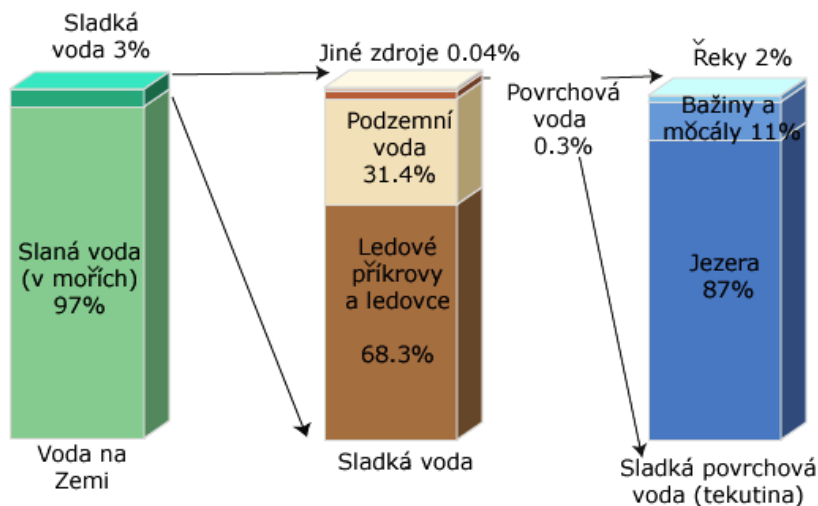 Sladká
voda 3%
Slaná voda
(v mořích)
97%
Voda na
Zemi
Jiné zdroje 0.04%
Podzemní
voda
31.4%
Ledové
příkrovy
a ledovce
68.3%
Sladká voda
Povrchová
voda
0.3%
Řeky 2%
Bažiny a
močály 11%
Jezera
87%
Sladká povrchová
voda (tekutina)